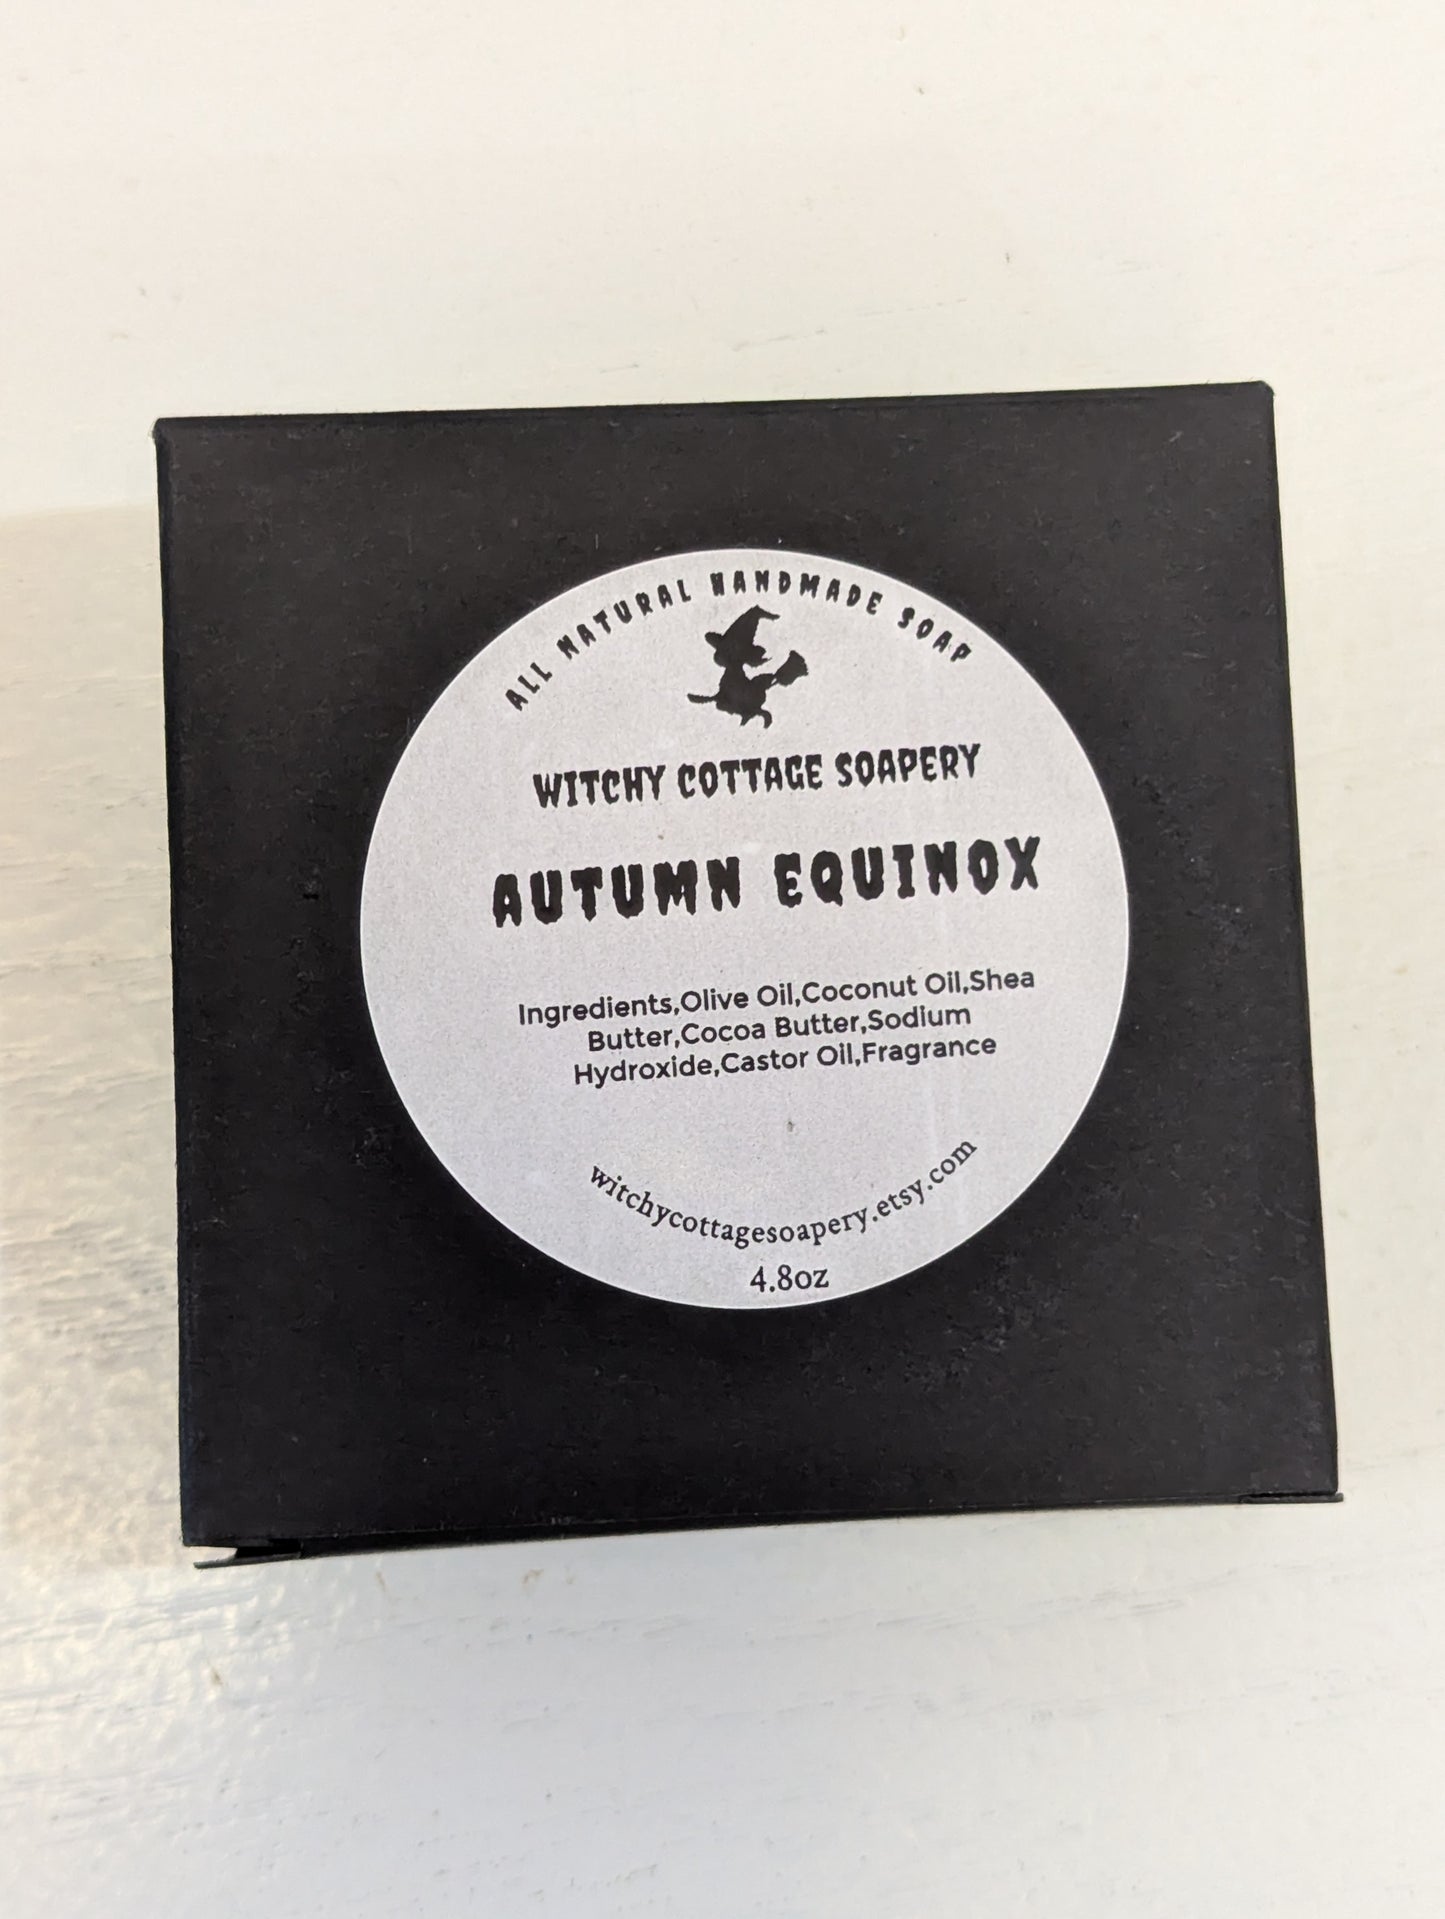 ALL NATURAL HANDMADE SOAP
WITCHY COTTAGE SOAPERY
AUTUMN EQUINOX
Ingredients,Olive Oil,Coconut Oil,Shea
Butter,Cocoa Butter,Sodium
Hydroxide,Castor Oil,Fragrance
witchycottagesoapery.etsy.com
4.8oz